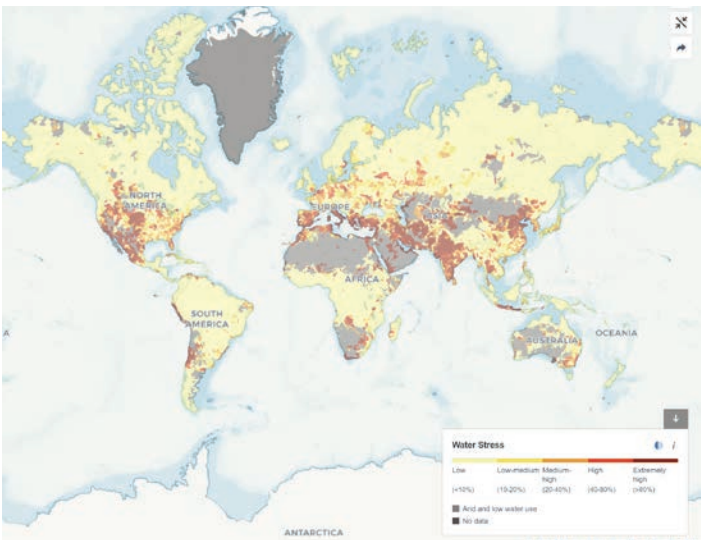 NORTH
AMERICA
EUROPE
ASIA
AFRICA
SOUTH
AMERICA
A
OCEANIA
AUSTRALIA
Water Stress
Low
Low-medium
Medium-
high
High
Extremely
high
(<10%)
(10-20%)
(20-40%)
(40-80%)
(>80%)
Arid and low water use
No data
ANTARCTICA